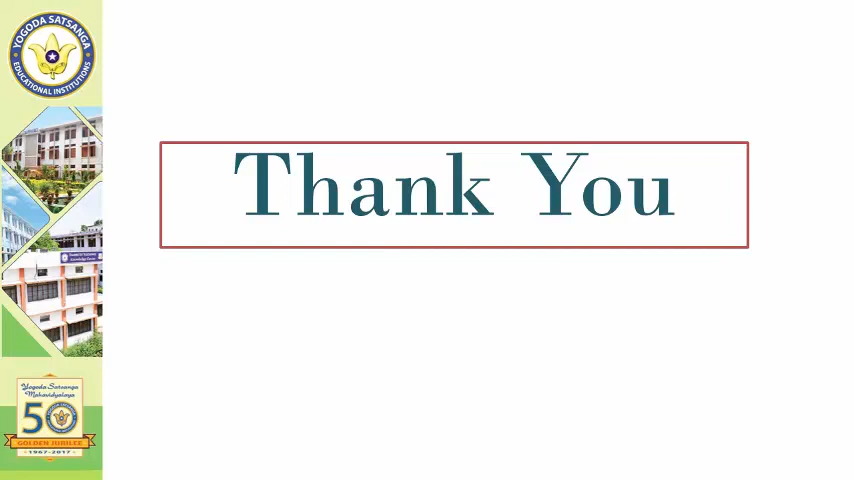 YOGODA SATSANGA
EDUCATIONAL INSTITUTIONS
Thank You
Yogoda Satsanga
Mahavidyalaya
50
GOLDEN JUBILEE
1967-2017